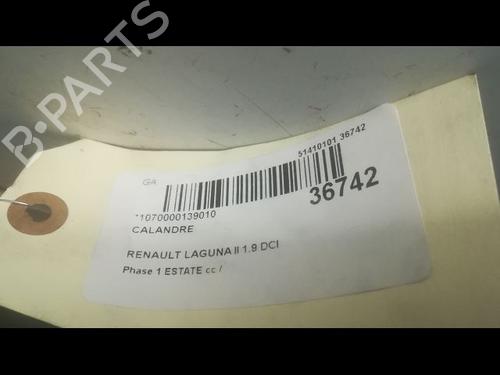 B-PARTS
GA
51410101 36742
36742
*1070000139010
CALANDRE
RENAULT LAGUNA II 1.9 DCI
Phase 1 ESTATE cc /